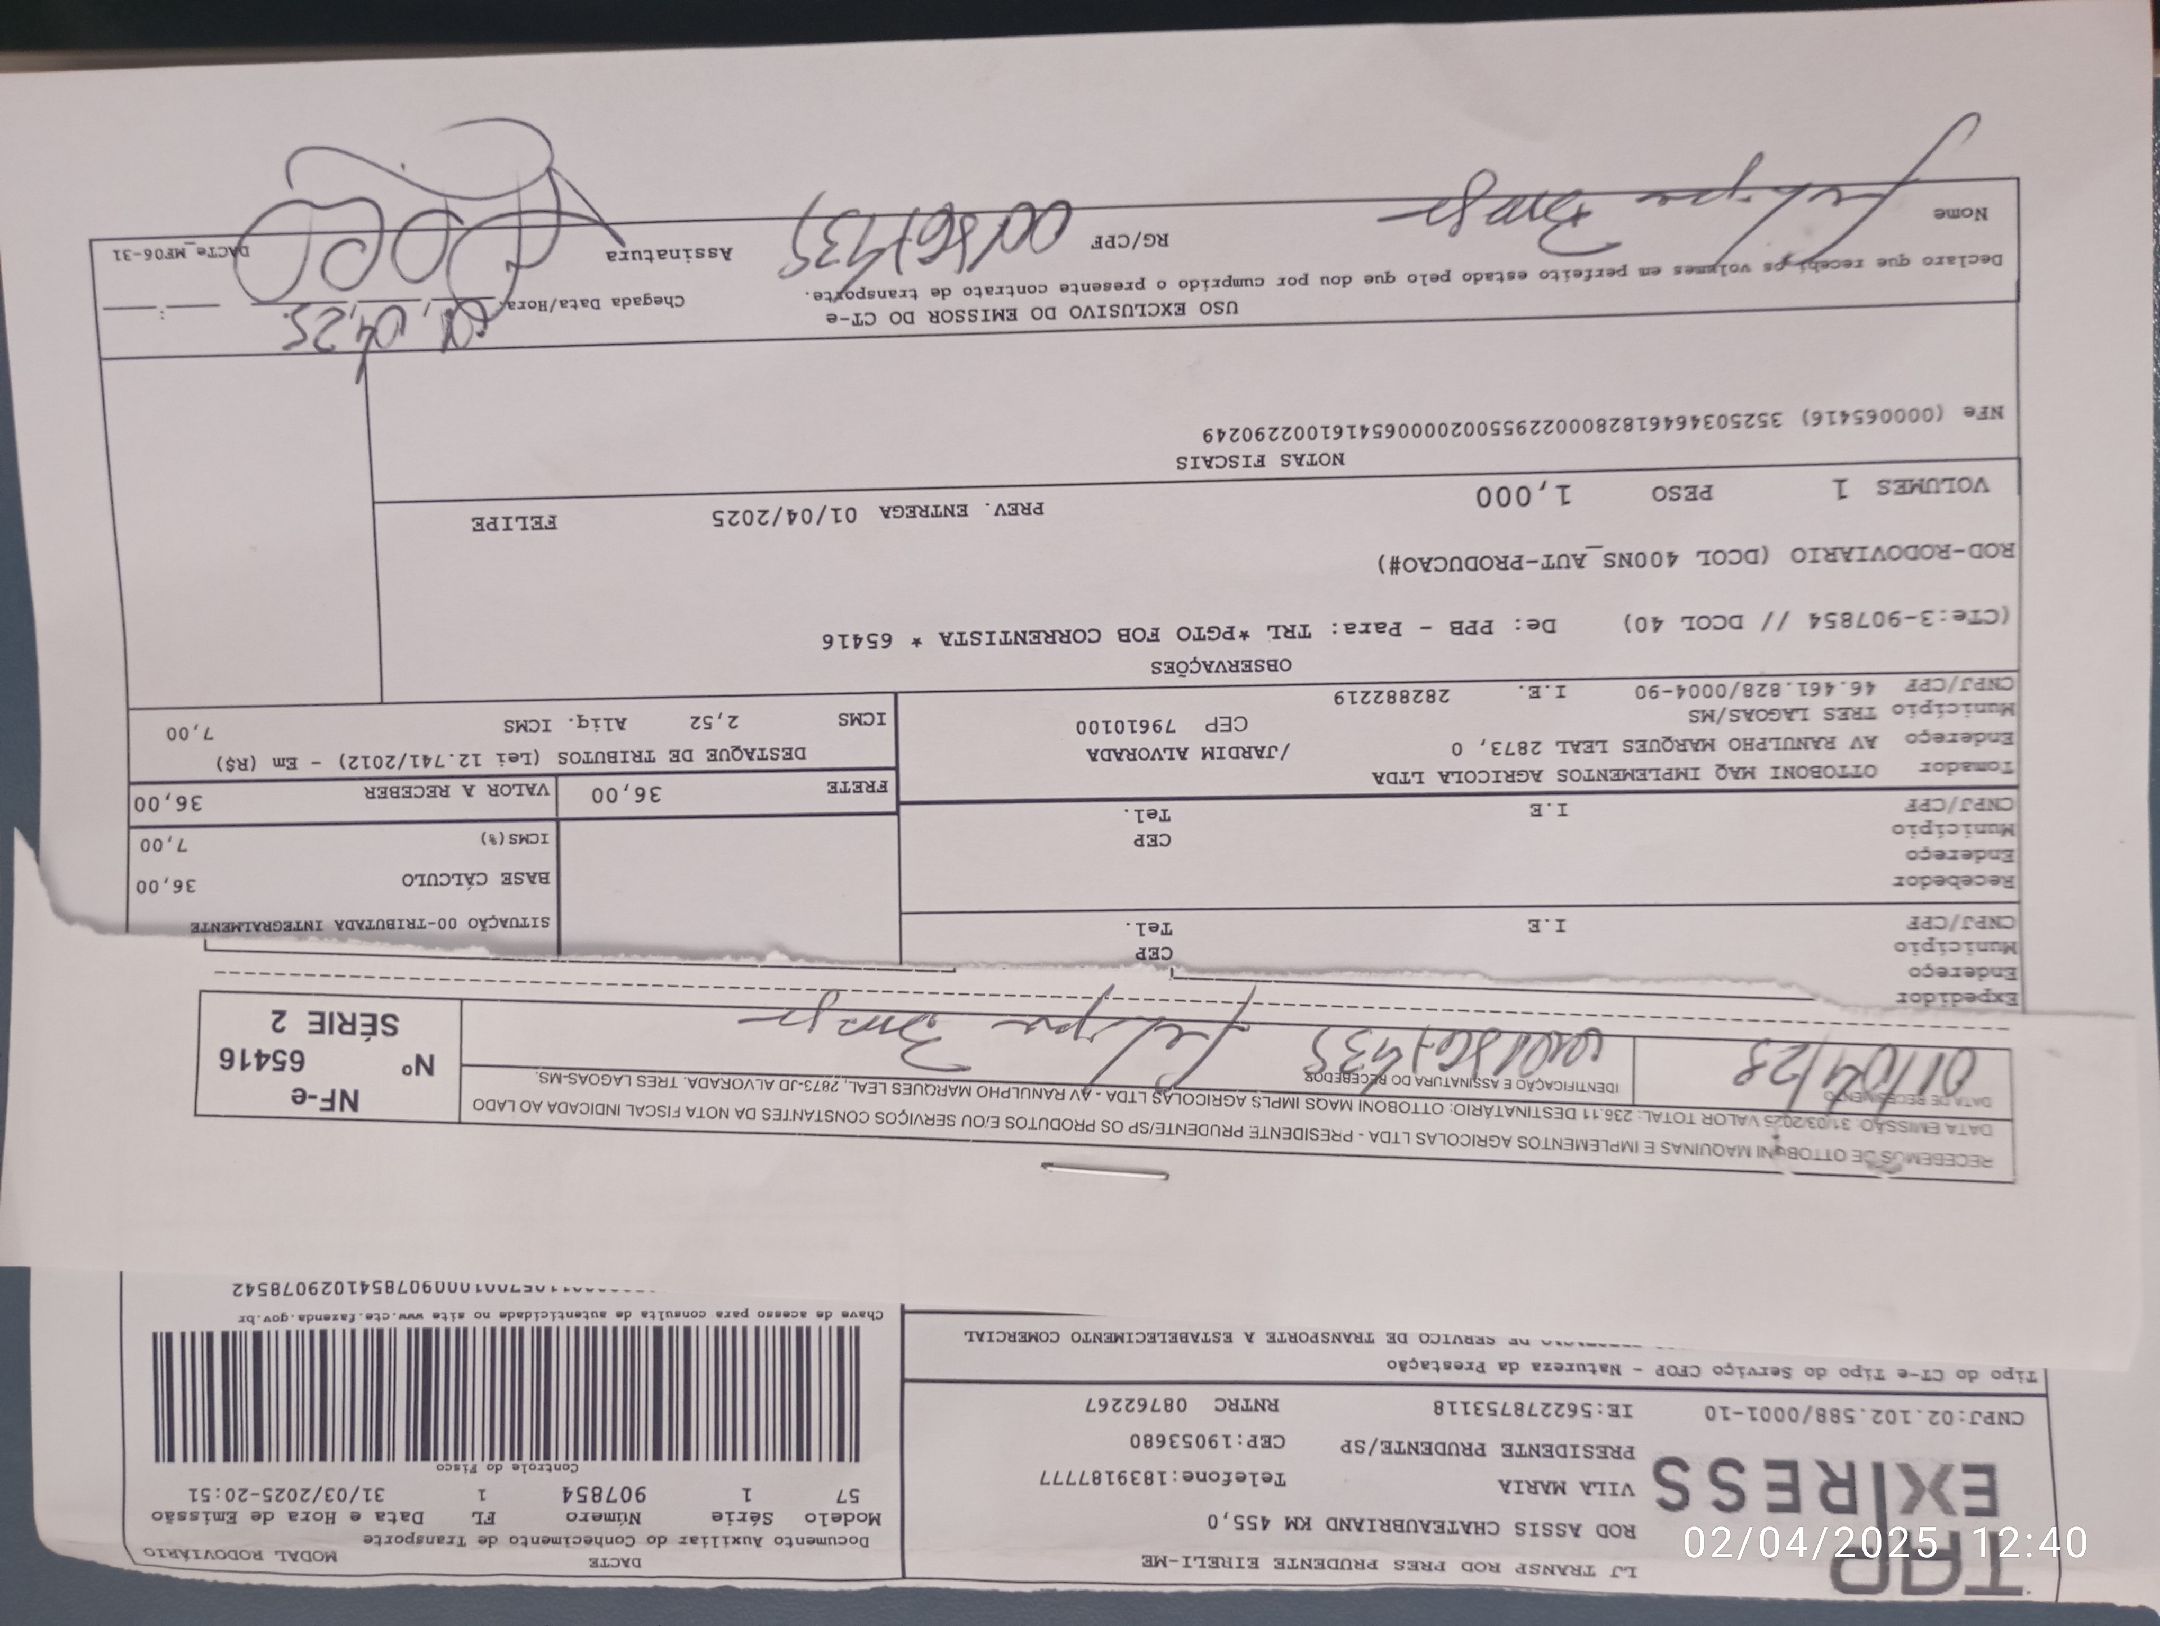 TAP
EXPRESS
LJ TRANSP ROD PRES PRUDENTE EIRELI-ME
ROD ASSIS CHATEAUBRIAND KM 455,0
VILA MARIA Telefone:1839187777
PRESIDENTE PRUDENTE/SP CEP:19053680
CNPJ:02.102.588/0001-10 IE:562278753118 RNTRC 08762267
Tipo do CT-e Tipo do Serviço CFOP - Natureza da Prestação
DE SERVICO DE TRANSPORTE A ESTABELECIMENTO COMERCIAL
DACTE MODAL RODOVIÁRIO
Documento Auxiliar do Conhecimento de Transporte
Modelo Série Número FL Data e Hora de Emissão
57 1 907854 1 31/03/2025-20:51
Controle do Fisco
Chave de acesso para consulta de autenticidade no site www.cte.fazenda.gov.br
RECEBEMOS DE OTTOBONI MAQUINAS E IMPLEMENTOS AGRICOLAS LTDA - PRESIDENTE PRUDENTE/SP OS PRODUTOS E/OU SERVIÇOS CONSTANTES DA NOTA FISCAL INDICADA AO LADO
DATA EMISSÃO: 31/03/2025 VALOR TOTAL: 236.11 DESTINATÁRIO: OTTOBONI MAQS IMPLS AGRICOLAS LTDA - AV RANULPHO MARQUES LEAL, 2873-JD ALVORADA. TRES LAGOAS-MS.
DATA DE RECEBIMENTO IDENTIFICAÇÃO E ASSINATURA DO RECEBEDOR
01/04/25 Felipe
NF-e
Nº 65416
SÉRIE 2
Expedidor
Endereço
Município CEP
CNPJ/CPF I.E Tel.
Recebedor
Endereço
Município CEP
CNPJ/CPF I.E Tel.
Tomador OTTOBONI MAQ IMPLEMENTOS AGRICOLA LTDA
Endereço AV RANULPHO MARQUES LEAL 2873, 0 /JARDIM ALVORADA
Município TRES LAGOAS/MS CEP 79610100
CNPJ/CPF 46.461.828/0004-90 I.E. 282882219
SITUAÇÃO 00-TRIBUTADA INTEGRALMENTE
BASE CÁLCULO 36,00
ICMS(%) 7,00
FRETE 36,00 VALOR A RECEBER 36,00
DESTAQUE DE TRIBUTOS (Lei 12.741/2012) - Em (R$)
ICMS 2,52 Aliq. ICMS 7,00
OBSERVAÇÕES
(CTe:3-907854 // DCOL 40) De: PPB - Para: TRL *PGTO FOB CORRENTISTA * 65416
ROD-RODOVIARIO (DCOL 400NS_AUT-PRODUCAO#)
VOLUMES 1 PESO 1,000 PREV. ENTREGA 01/04/2025 FELIPE
NOTAS FISCAIS
NFe (000065416) 35250346461828000229550020000654161002290249
USO EXCLUSIVO DO EMISSOR DO CT-e
Declaro que recebi os volumes em perfeito estado pelo que dou por cumprido o presente contrato de transporte.
Chegada Data/Hora: 01,04,25
Nome Felipe RG/CPF Assinatura DACTe_MF06-31
02/04/2025 12:40